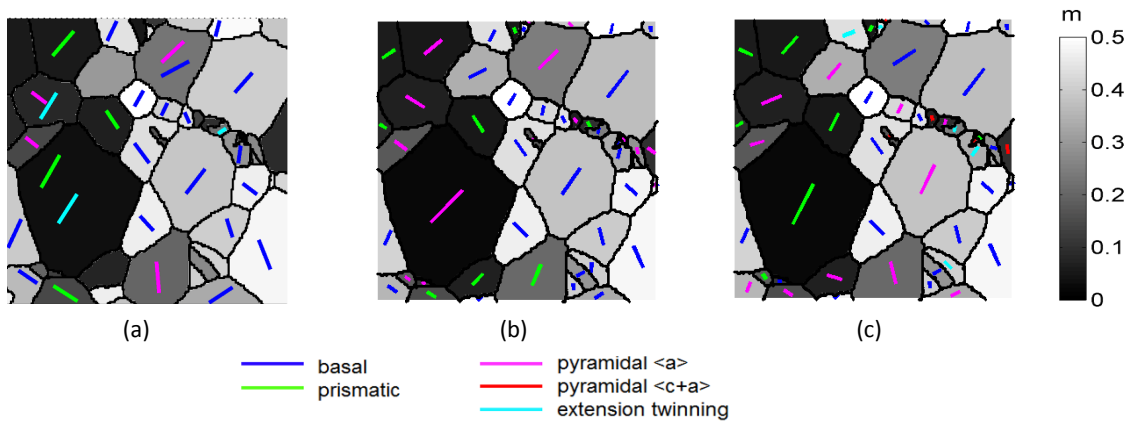 m
0.5
0.4
0.3
0.2
0.1
0
(a)
(b)
(c)
basal
prismatic
pyramidal <a>
pyramidal <c+a>
extension twinning